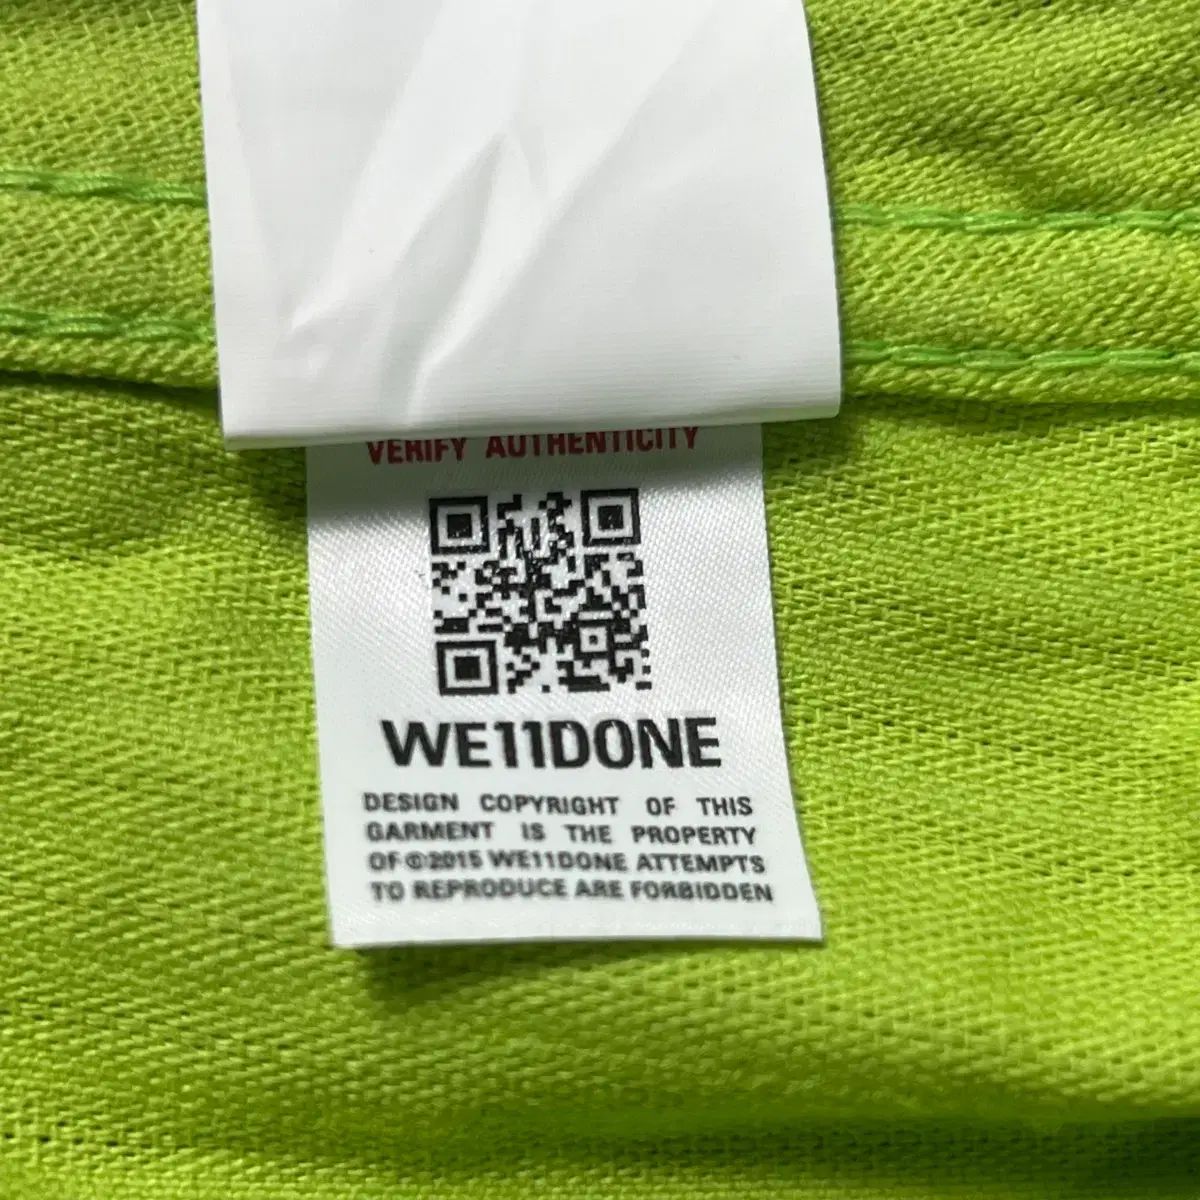 VERIFY AUTHENTICITY
WE11DONE
DESIGN COPYRIGHT OF THIS
GARMENT IS THE PROPERTY
OF ©2015 WE11DONE ATTEMPTS
TO REPRODUCE ARE FORBIDDEN